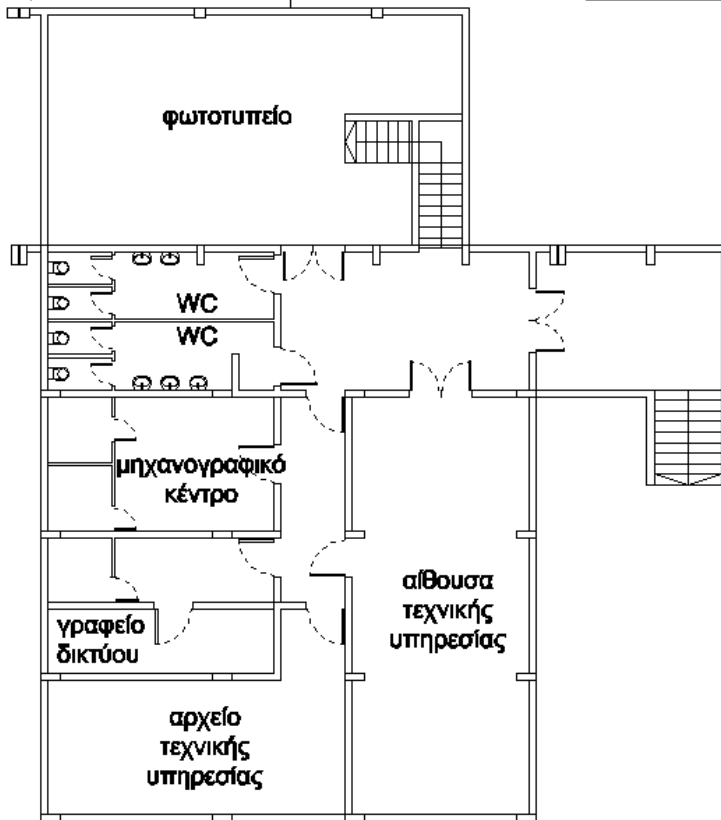 φωτοτυπείο
WC
WC
μηχανογραφικό
κέντρο
αίθουσα
τεχνικής
υπηρεσίας
γραφείο
δικτύου
αρχείο
τεχνικής
υπηρεσίας